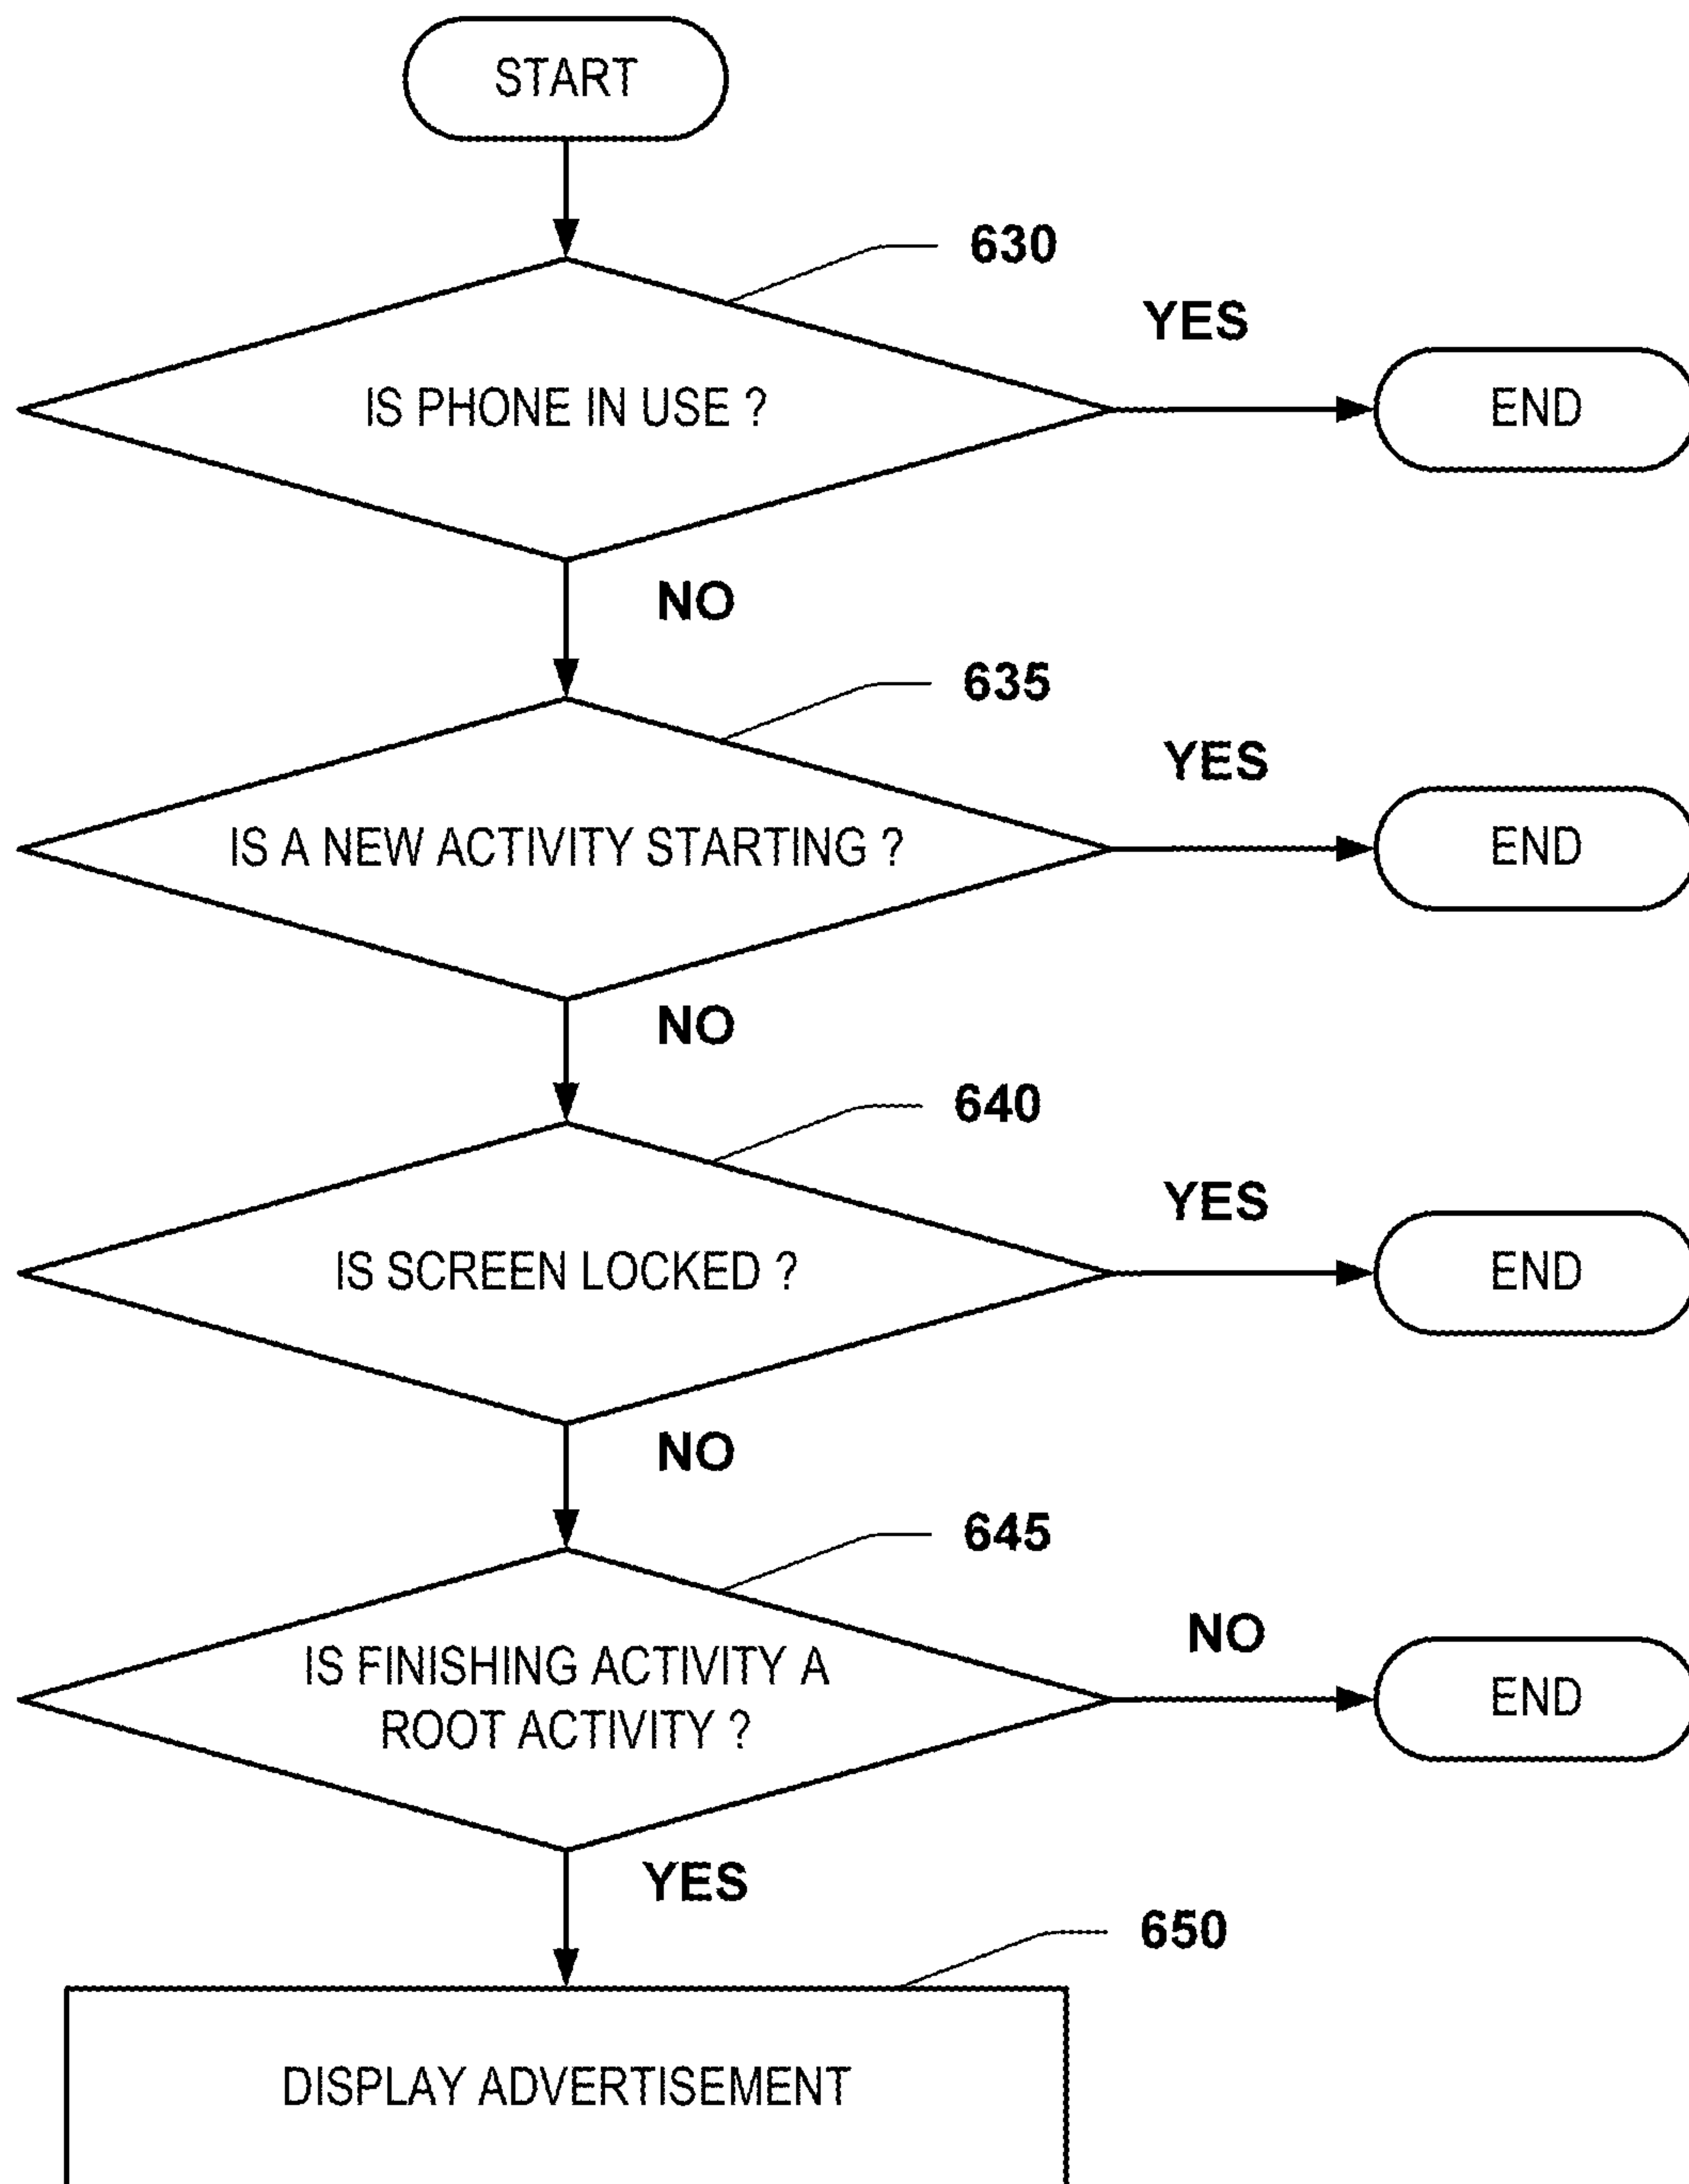 START
630
YES
IS PHONE IN USE ?
END
NO
635
YES
IS A NEW ACTIVITY STARTING ?
END
NO
640
YES
IS SCREEN LOCKED ?
END
NO
645
NO
IS FINISHING ACTIVITY A
ROOT ACTIVITY ?
END
YES
650
DISPLAY ADVERTISEMENT